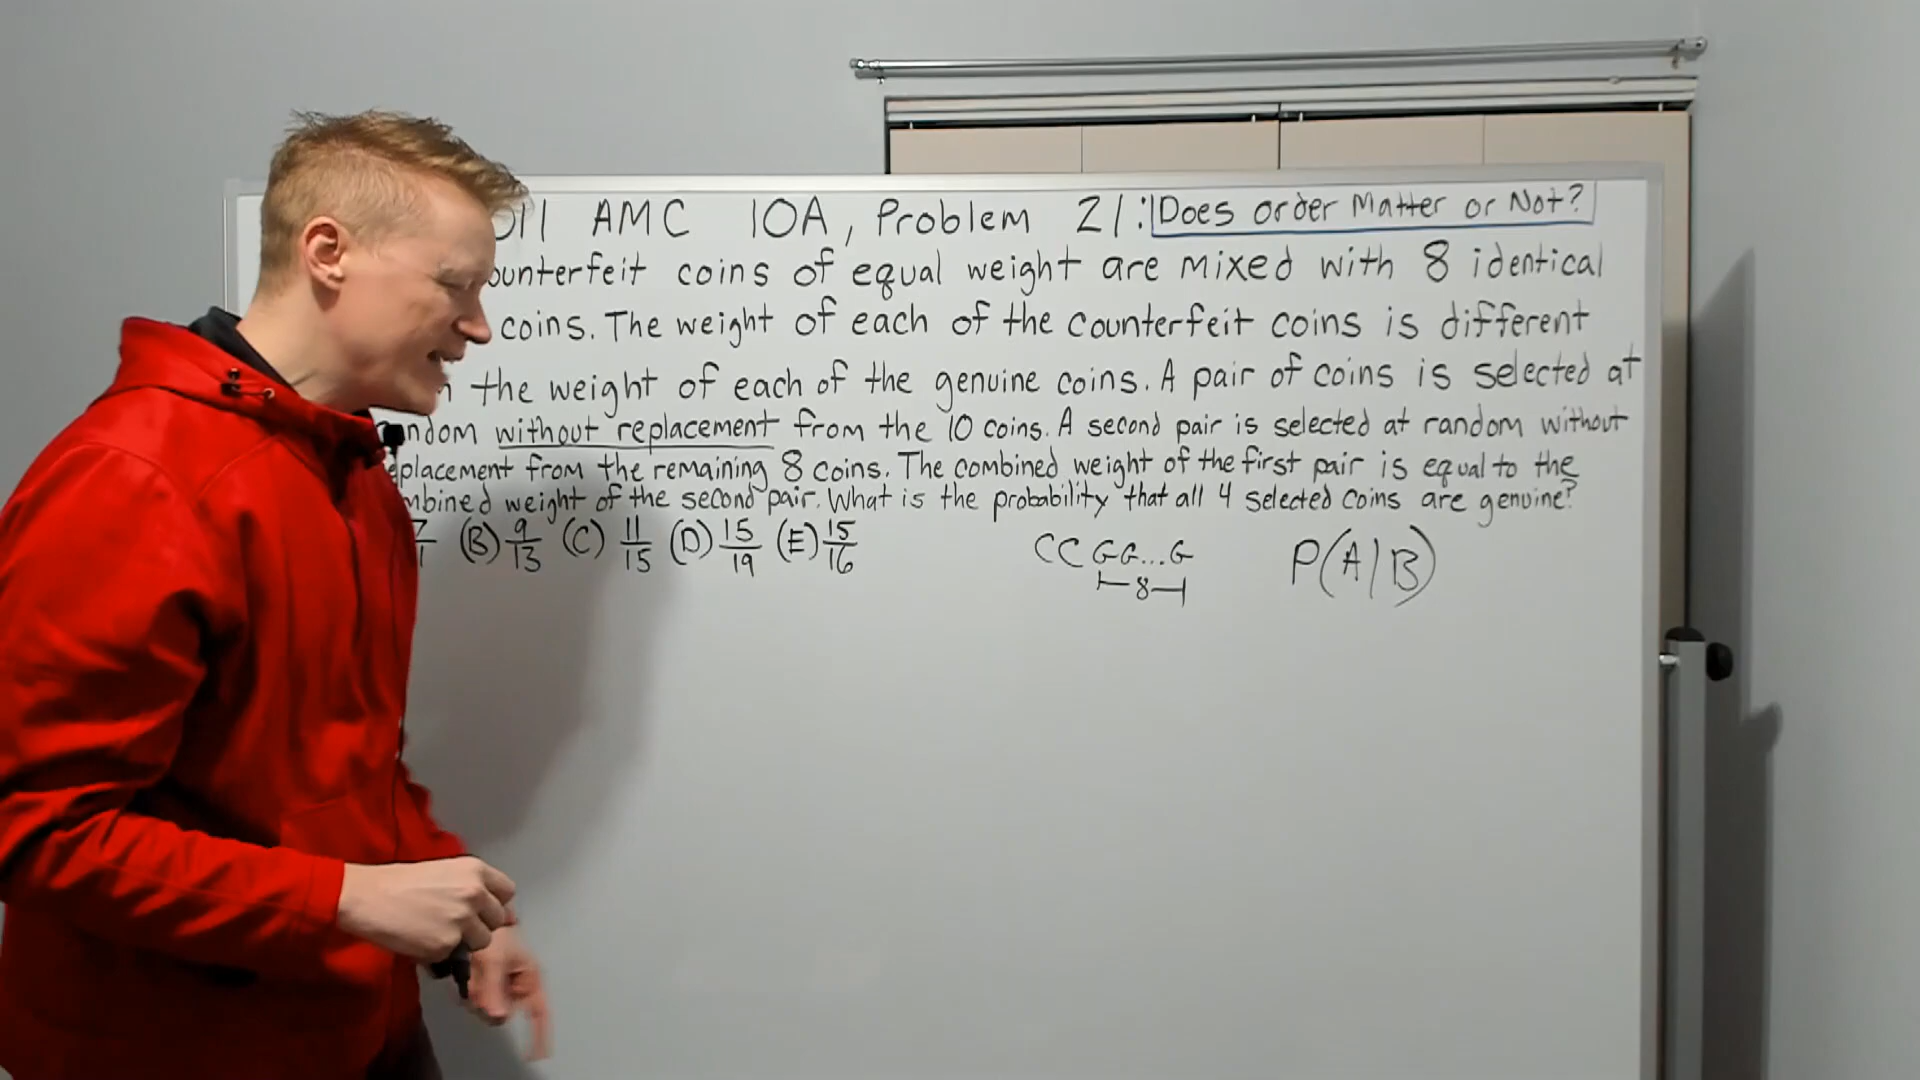 011 AMC 10A, Problem 21: Does order Matter or Not?
ounterfeit coins of equal weight are mixed with 8 identical
coins. The weight of each of the counterfeit coins is different
the weight of each of the genuine coins. A pair of coins is selected at
random without replacement from the 10 coins. A second pair is selected at random without
eplacement from the remaining 8 coins. The combined weight of the first pair is equal to the
mbined weight of the second pair. What is the probability that all 4 selected coins are genuine?
7/1 (B) 9/13 (C) 11/15 (D) 15/19 (E) 15/16
CCGG...G P(A|B)
8